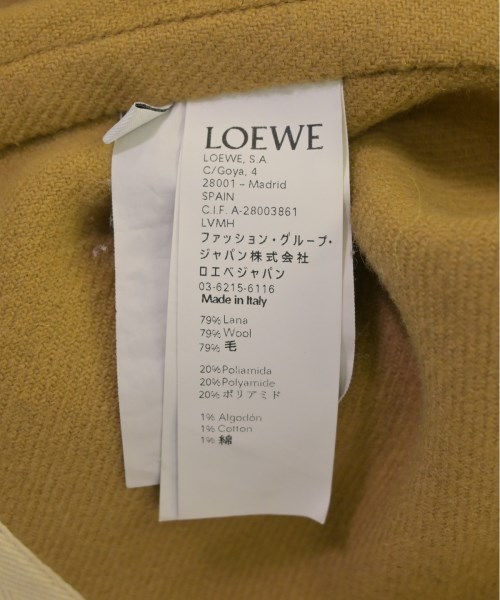 LOEWE
LOEWE, S.A
C/Goya, 4
28001 – Madrid
SPAIN
C.I.F. A-28003861
LVMH
ファッション・グループ・
ジャパン株式会社
ロエベジャパン
03-6215-6116
Made in Italy
79% Lana
79% Wool
79% 毛
20% Poliamida
20% Polyamide
20% ポリアミド
1% Algodón
1% Cotton
1% 綿